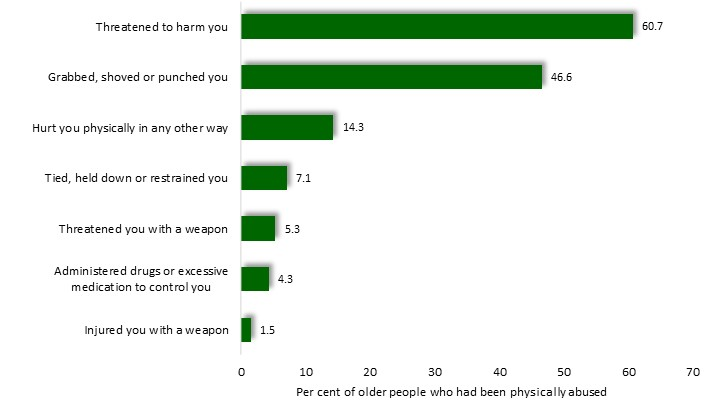 Threatened to harm you
60.7
Grabbed, shoved or punched you
46.6
Hurt you physically in any other way
14.3
Tied, held down or restrained you
7.1
Threatened you with a weapon
5.3
Administered drugs or excessive
medication to control you
4.3
Injured you with a weapon
1.5
0 10 20 30 40 50 60 70
Per cent of older people who had been physically abused